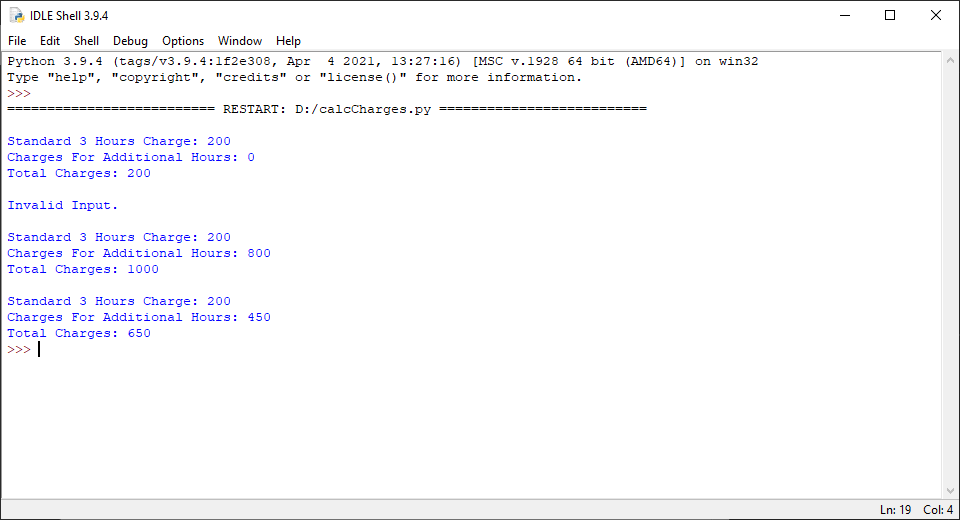 IDLE Shell 3.9.4
File Edit Shell Debug Options Window Help
Python 3.9.4 (tags/v3.9.4:1f2e308, Apr  4 2021, 13:27:16) [MSC v.1928 64 bit (AMD64)] on win32
Type "help", "copyright", "credits" or "license()" for more information.
>>>
========================== RESTART: D:/calcCharges.py ==========================
Standard 3 Hours Charge: 200
Charges For Additional Hours: 0
Total Charges: 200
Invalid Input.
Standard 3 Hours Charge: 200
Charges For Additional Hours: 800
Total Charges: 1000
Standard 3 Hours Charge: 200
Charges For Additional Hours: 450
Total Charges: 650
>>>
Ln: 19 Col: 4